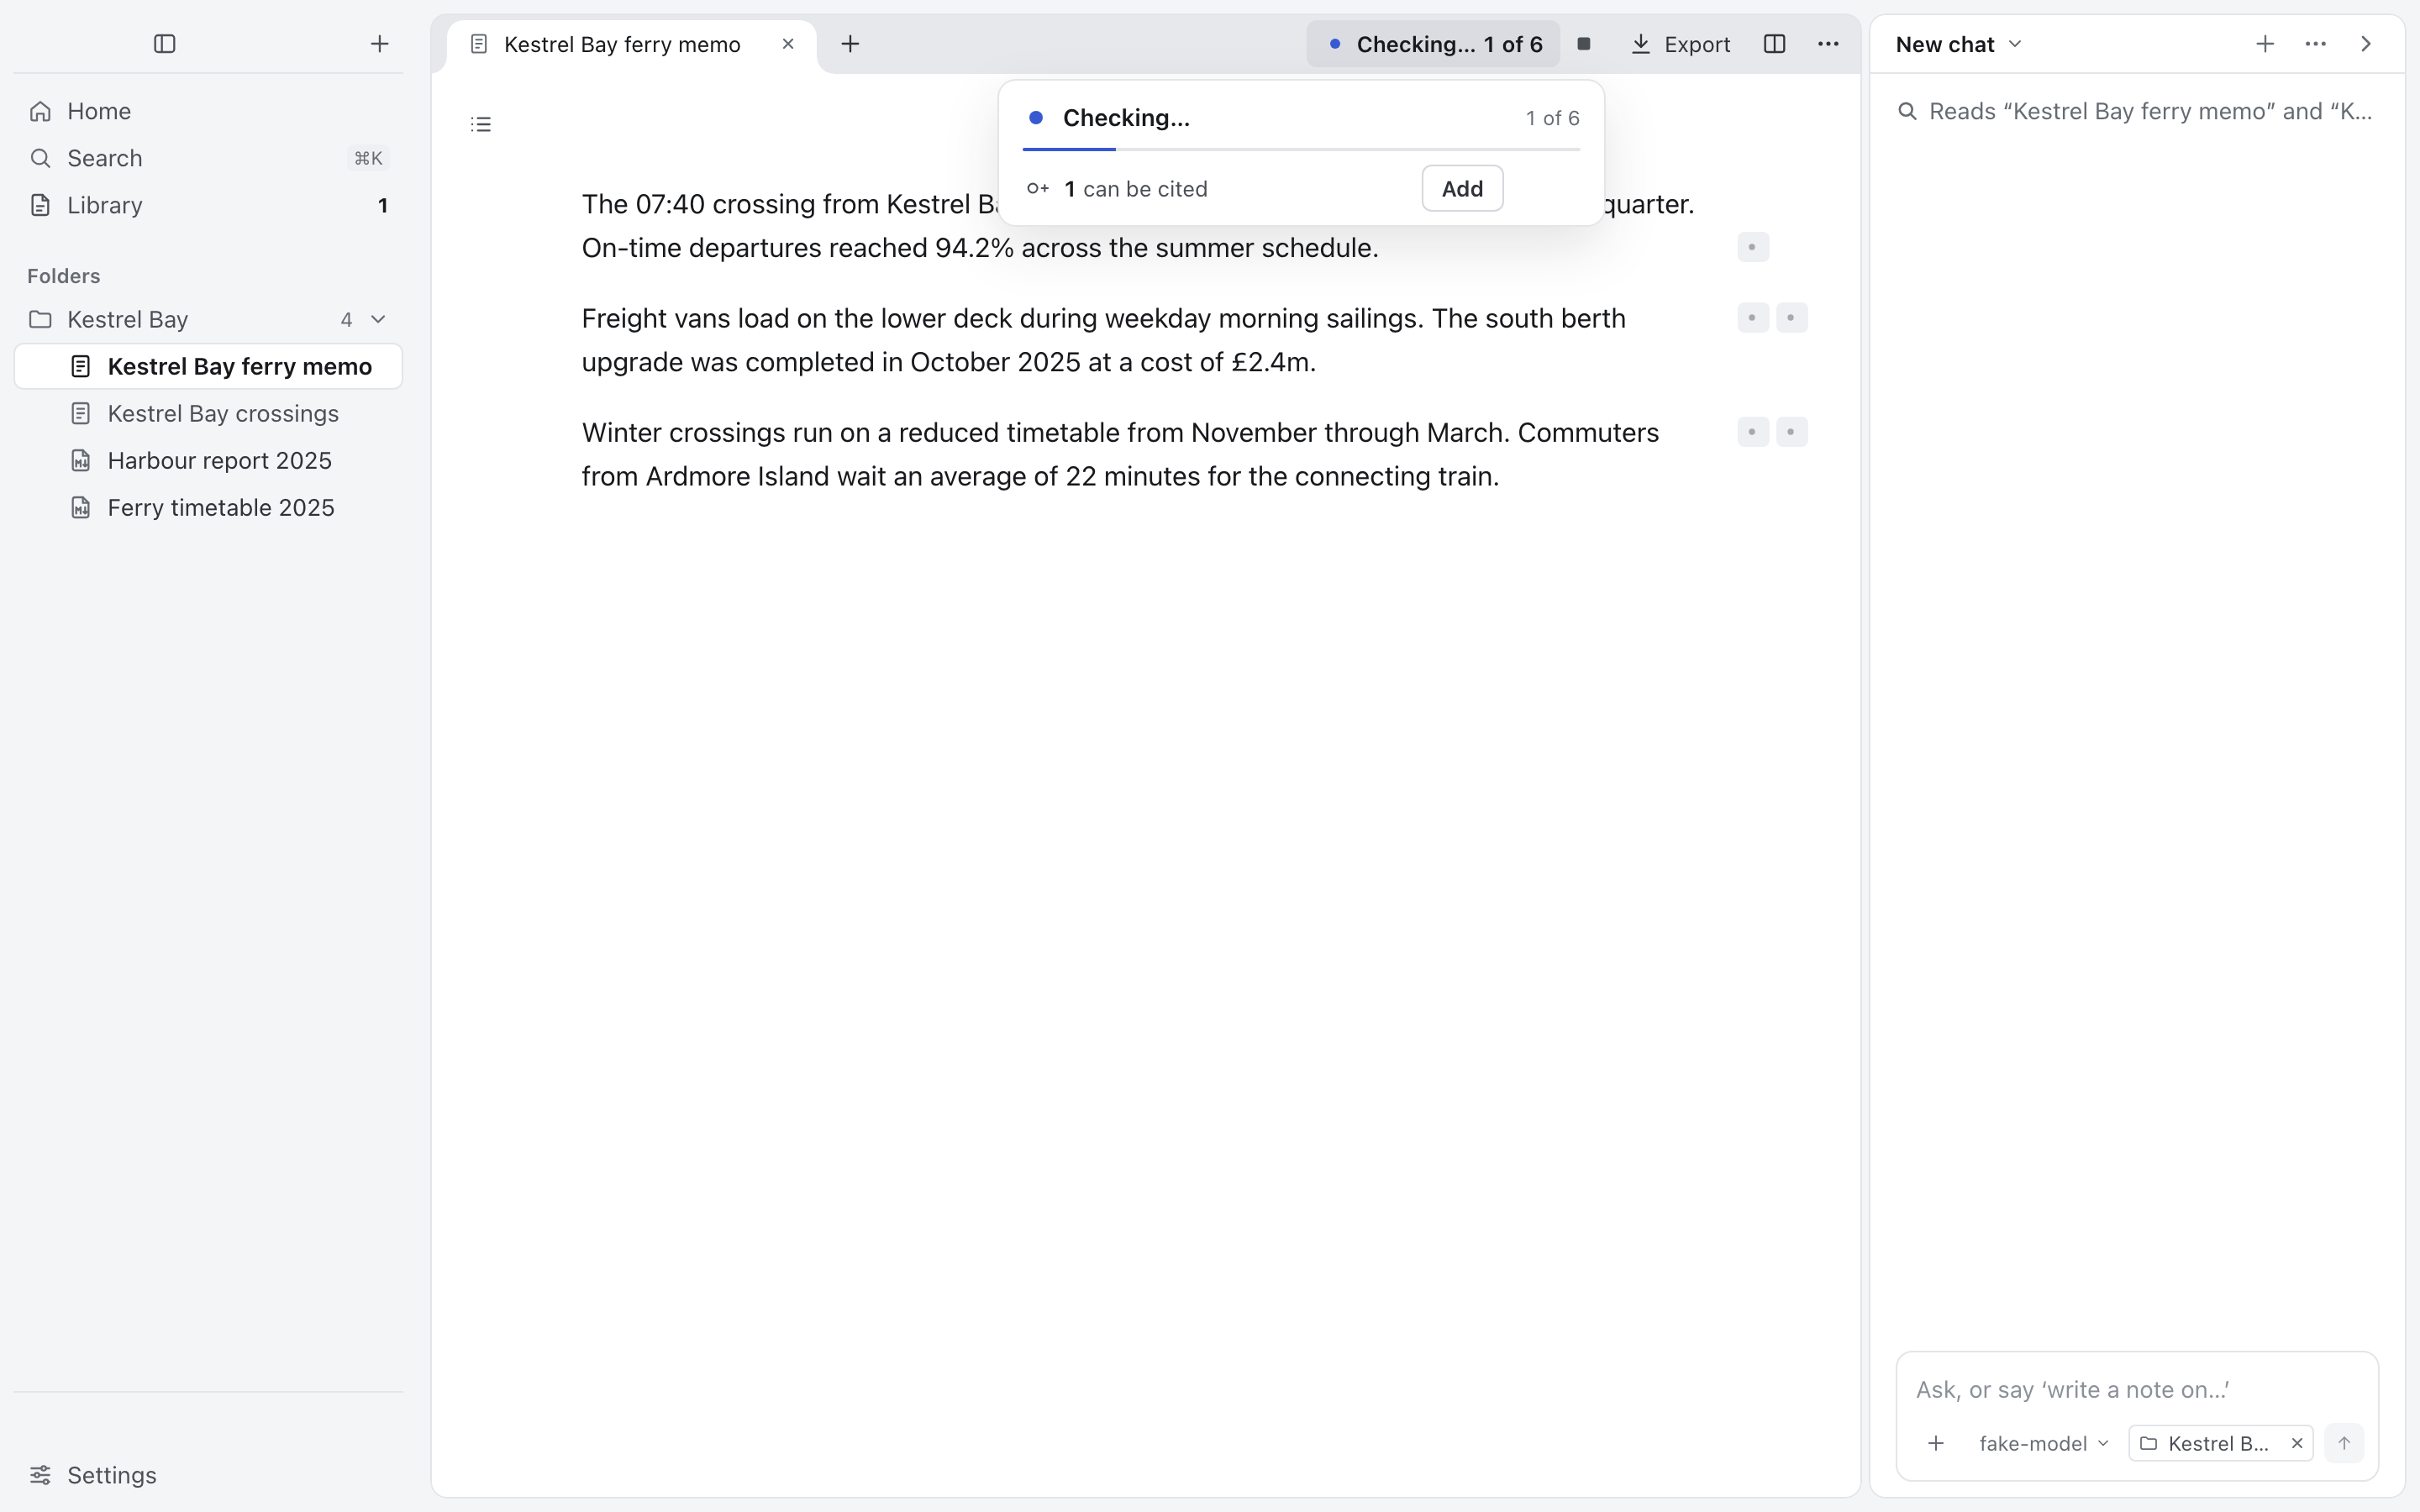 Home
Search
⌘K
Library
1
Folders
Kestrel Bay
4
Kestrel Bay ferry memo
Kestrel Bay crossings
Harbour report 2025
Ferry timetable 2025
Settings
Kestrel Bay ferry memo
Checking... 1 of 6
Export
Checking...
1 of 6
1 can be cited
Add
The 07:40 crossing from Kestrel
quarter.
On-time departures reached 94.2% across the summer schedule.
Freight vans load on the lower deck during weekday morning sailings. The south berth
upgrade was completed in October 2025 at a cost of £2.4m.
Winter crossings run on a reduced timetable from November through March. Commuters
from Ardmore Island wait an average of 22 minutes for the connecting train.
New chat
Reads “Kestrel Bay ferry memo” and “K...
Ask, or say ‘write a note on...’
fake-model
Kestrel B...